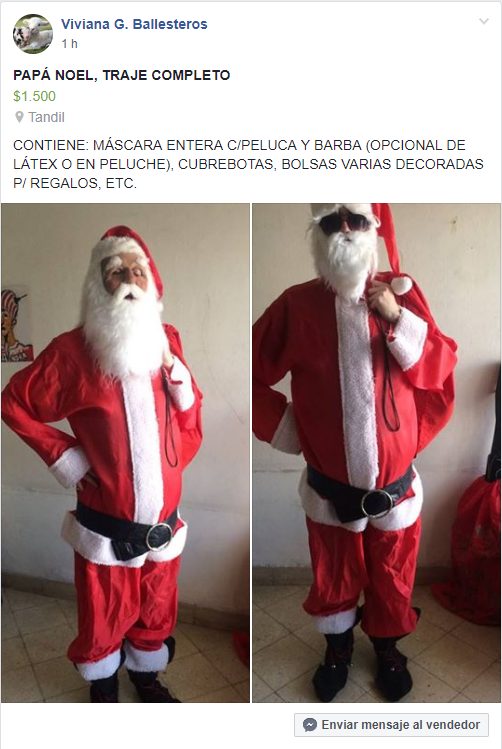 Viviana G. Ballesteros
1 h
PAPÁ NOEL, TRAJE COMPLETO
$1.500
Tandil
CONTIENE: MÁSCARA ENTERA C/PELUCA Y BARBA (OPCIONAL DE
LÁTEX O EN PELUCHE), CUBREBOTAS, BOLSAS VARIAS DECORADAS
P/ REGALOS, ETC.
Enviar mensaje al vendedor